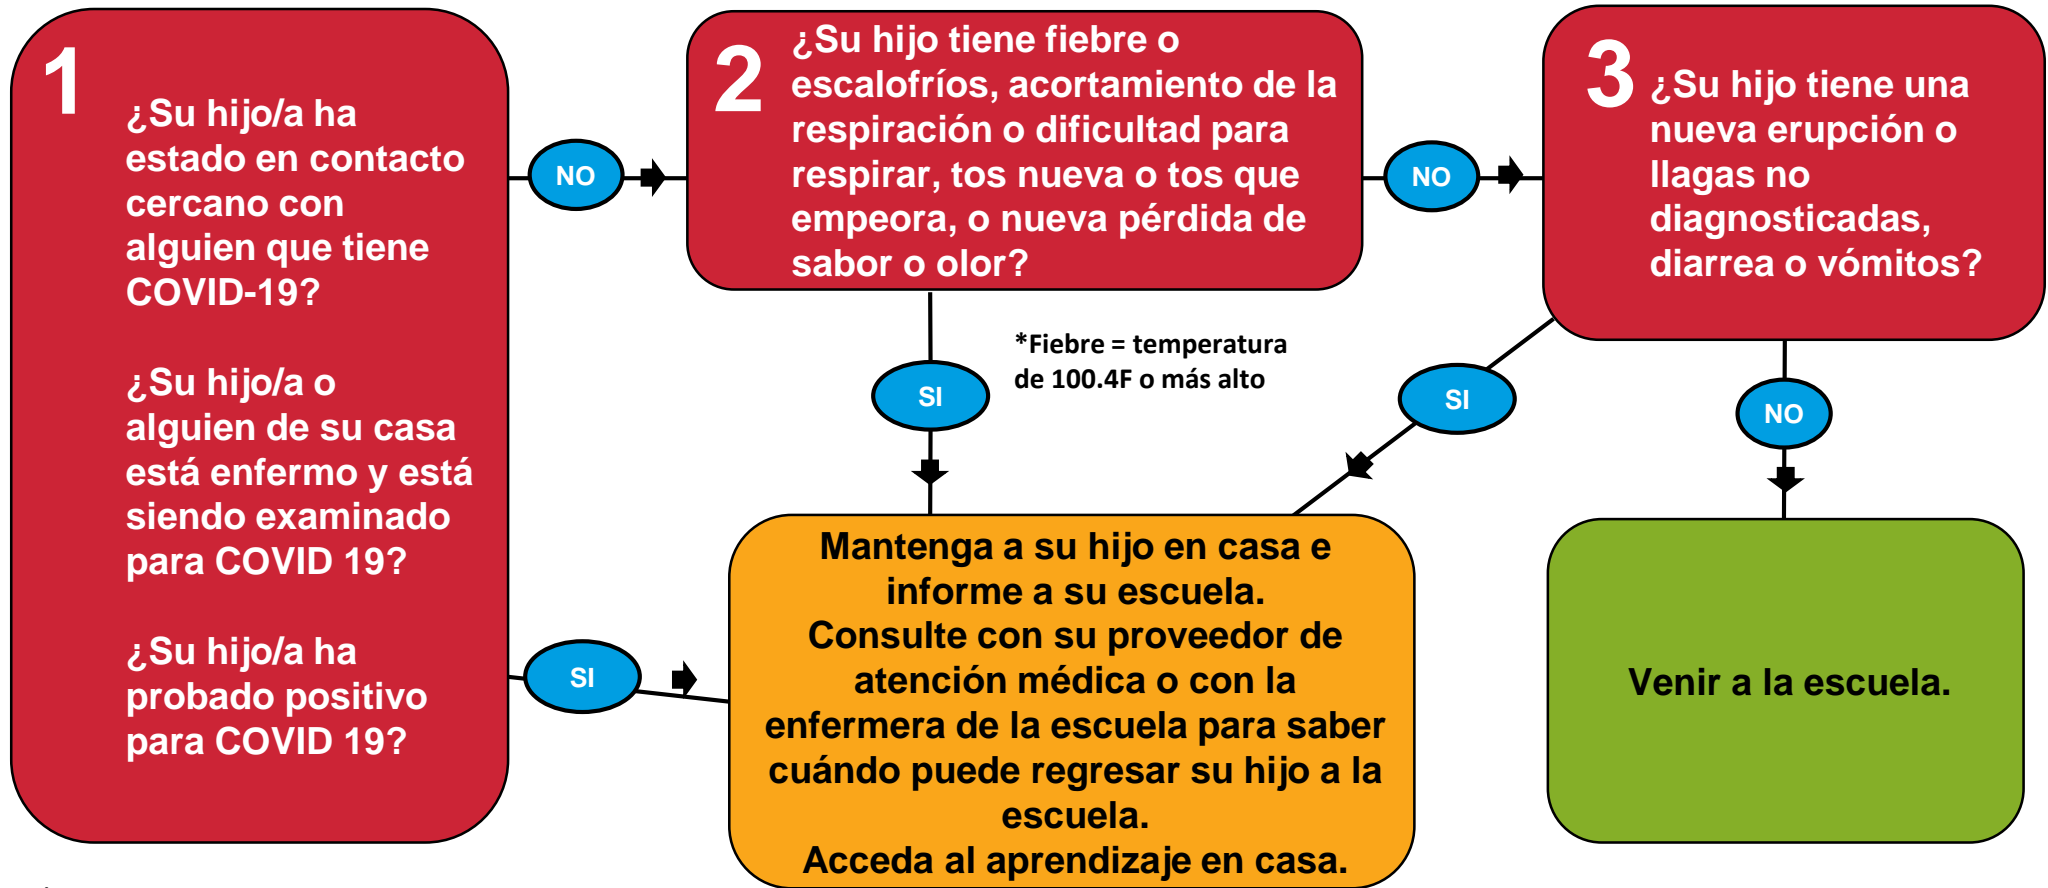 1
¿Su hijo/a ha
estado en contacto
cercano con
alguien que tiene
COVID-19?
¿Su hijo/a o
alguien de su casa
está enfermo y está
siendo examinado
para COVID 19?
¿Su hijo/a ha
probado positivo
para COVID 19?
NO
SI
2
¿Su hijo tiene fiebre o
escalofríos, acortamiento de la
respiración o dificultad para
respirar, tos nueva o tos que
empeora, o nueva pérdida de
sabor o olor?
NO
SI
*Fiebre = temperatura
de 100.4F o más alto
3
¿Su hijo tiene una
nueva erupción o
llagas no
diagnosticadas,
diarrea o vómitos?
SI
NO
Mantenga a su hijo en casa e
informe a su escuela.
Consulte con su proveedor de
atención médica o con la
enfermera de la escuela para saber
cuándo puede regresar su hijo a la
escuela.
Acceda al aprendizaje en casa.
Venir a la escuela.